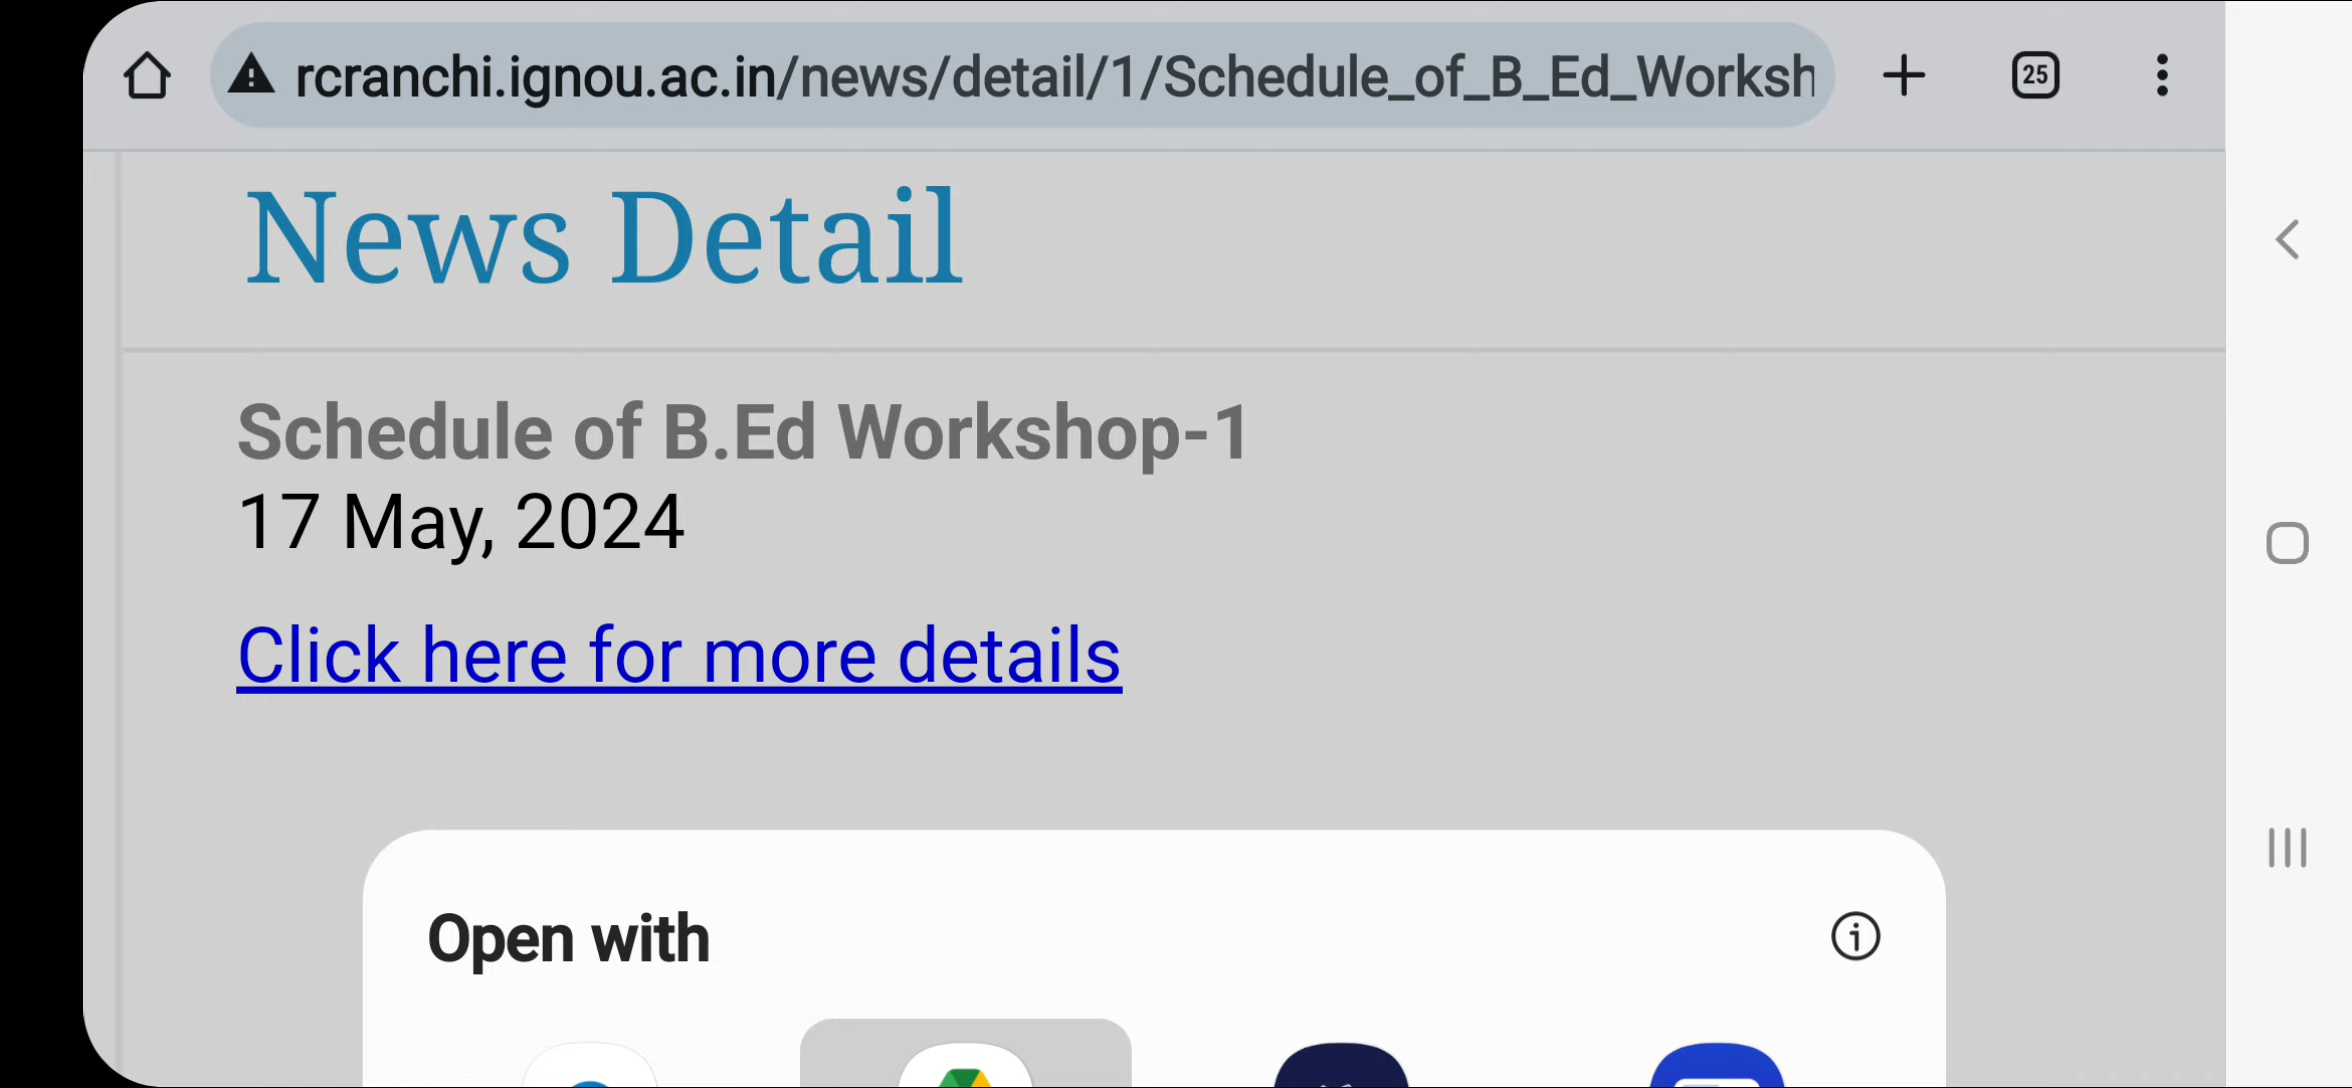 rcranchi.ignou.ac.in/news/detail/1/Schedule_of_B_Ed_Worksh
25
News Detail
Schedule of B.Ed Workshop-1
17 May, 2024
Click here for more details
Open with